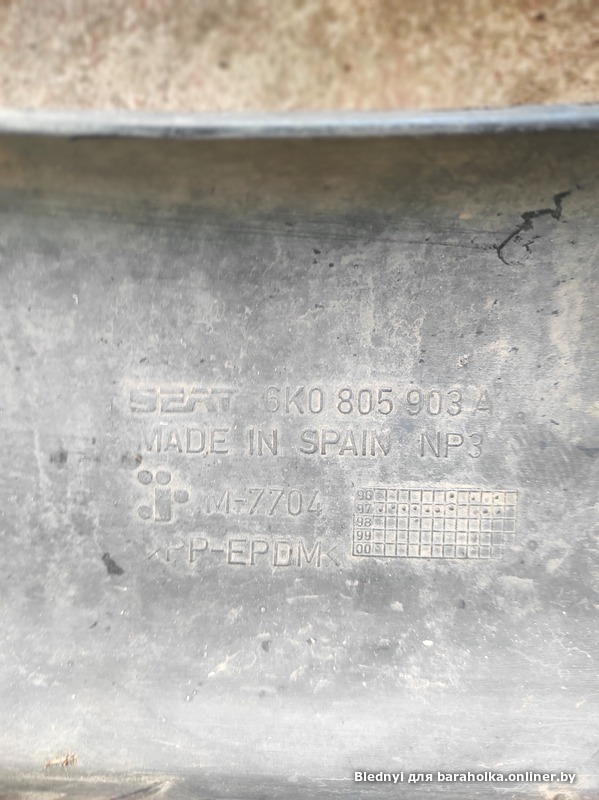 SEAT 6K0 805 903 A
MADE IN SPAIN NP3
M-7704
>PP-EPDM<
96
97
98
99
00
Blednyi для baraholka.onliner.by